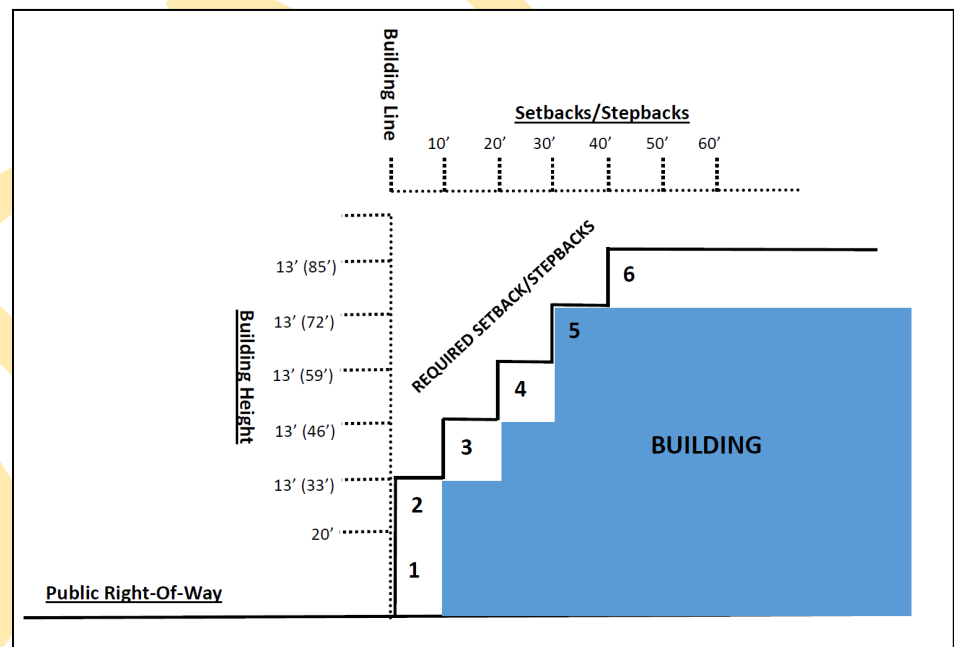 Building Line
Setbacks/Stepbacks
10’ 20’ 30’ 40’ 50’ 60’
REQUIRED SETBACK/STEPBACKS
Building Height
13’ (85’)
13’ (72’)
13’ (59’)
13’ (46’)
13’ (33’)
20’
6
5
4
3
2
1
BUILDING
Public Right-Of-Way